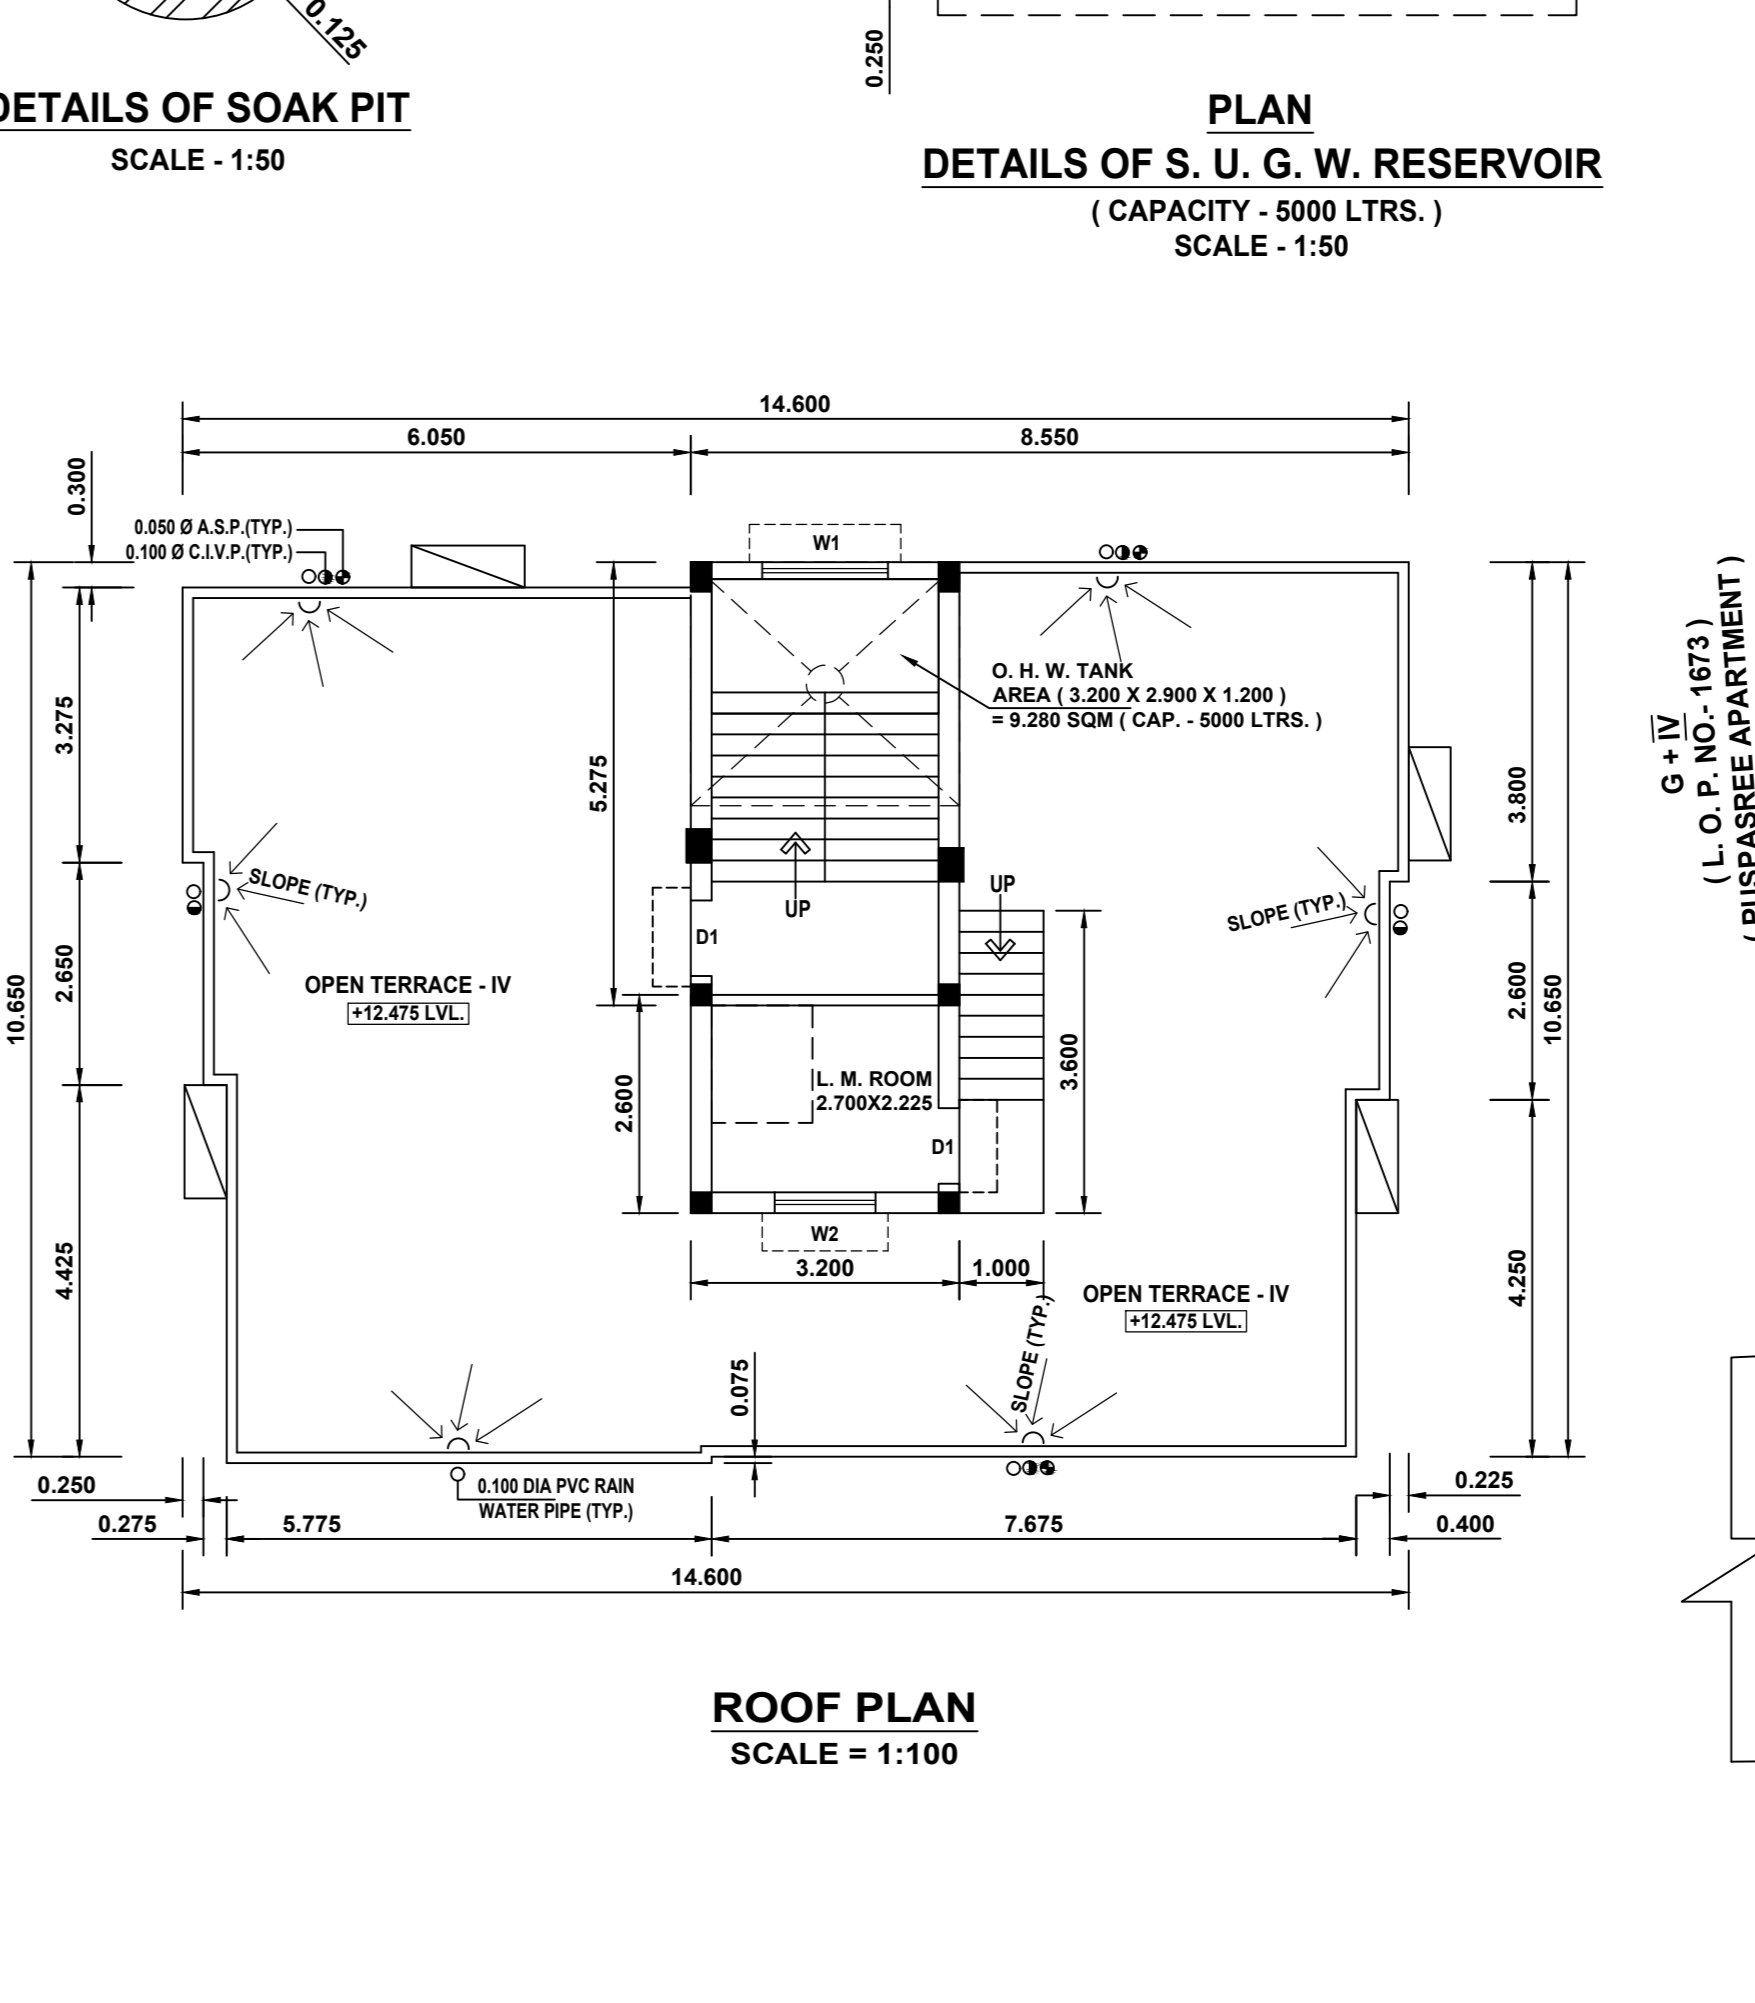 0.125
DETAILS OF SOAK PIT
SCALE - 1:50
0.250
PLAN
DETAILS OF S. U. G. W. RESERVOIR
( CAPACITY - 5000 LTRS. )
SCALE - 1:50
14.600
6.050
8.550
0.300
0.050 Ø A.S.P.(TYP.)
0.100 Ø C.I.V.P.(TYP.)
W1
O. H. W. TANK
AREA ( 3.200 X 2.900 X 1.200 )
= 9.280 SQM ( CAP. - 5000 LTRS. )
G + IV
( L. O. P. NO.- 1673 )
( PUSPASREE APARTMENT )
3.275
5.275
3.800
SLOPE (TYP.)
UP
UP
SLOPE (TYP.)
D1
OPEN TERRACE - IV
+12.475 LVL.
2.650
10.650
2.600
10.650
L. M. ROOM
2.700X2.225
2.600
3.600
D1
W2
4.425
3.200
1.000
4.250
OPEN TERRACE - IV
+12.475 LVL.
SLOPE (TYP.)
0.075
0.250
0.100 DIA PVC RAIN
WATER PIPE (TYP.)
0.225
0.275
5.775
7.675
0.400
14.600
ROOF PLAN
SCALE = 1:100